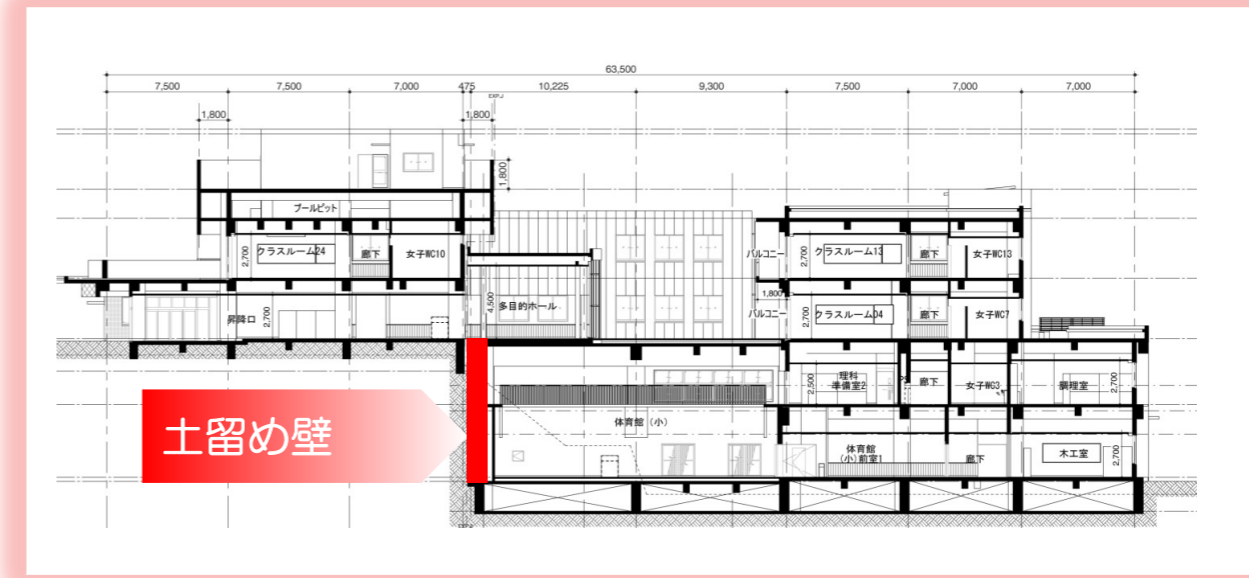 63,500
7,500
7,500
7,000
475
10,225
9,300
7,500
7,000
7,000
EXP.J
1,800
1,800
1,800
プールピット
2,700
クラスルーム24
廊下
女子WC10
バルコニー
2,700
クラスルーム13
廊下
女子WC13
昇降口
2,700
4,500
多目的ホール
1,800
バルコニー
2,700
クラスルーム04
廊下
女子WC7
2,500
理科
準備室2
廊下
女子WC3
調理室
2,700
土留め壁
体育館（小）
体育館
（小）前室1
廊下
木工室
2,700
EXP.J